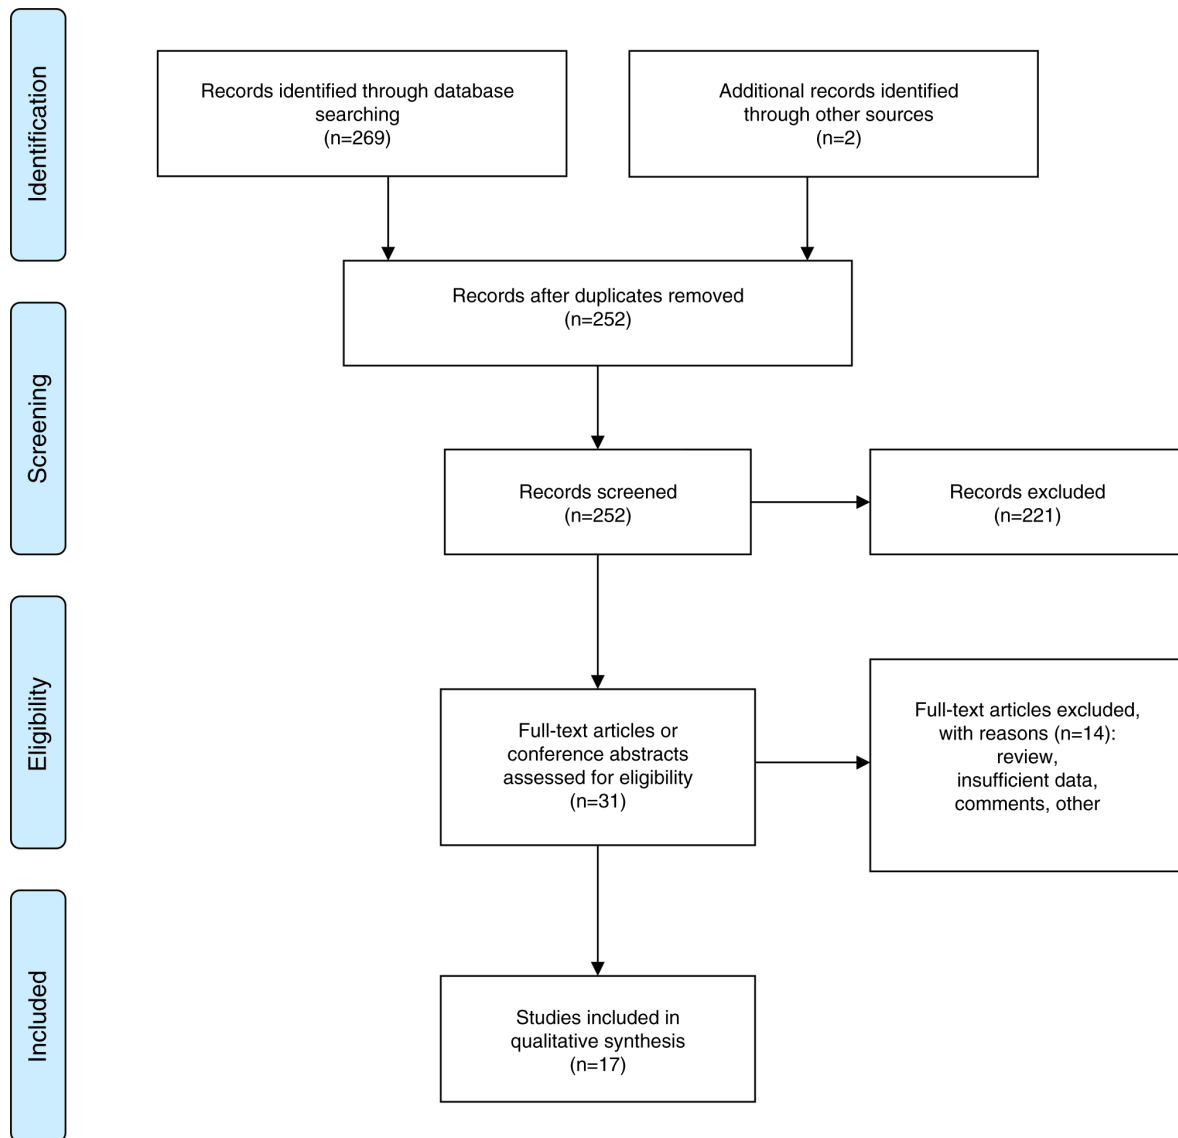 Identification
Records identified through database
searching
(n=269)
Additional records identified
through other sources
(n=2)
Records after duplicates removed
(n=252)
Screening
Records screened
(n=252)
Records excluded
(n=221)
Eligibility
Full-text articles or
conference abstracts
assessed for eligibility
(n=31)
Full-text articles excluded,
with reasons (n=14):
review,
insufficient data,
comments, other
Included
Studies included in
qualitative synthesis
(n=17)